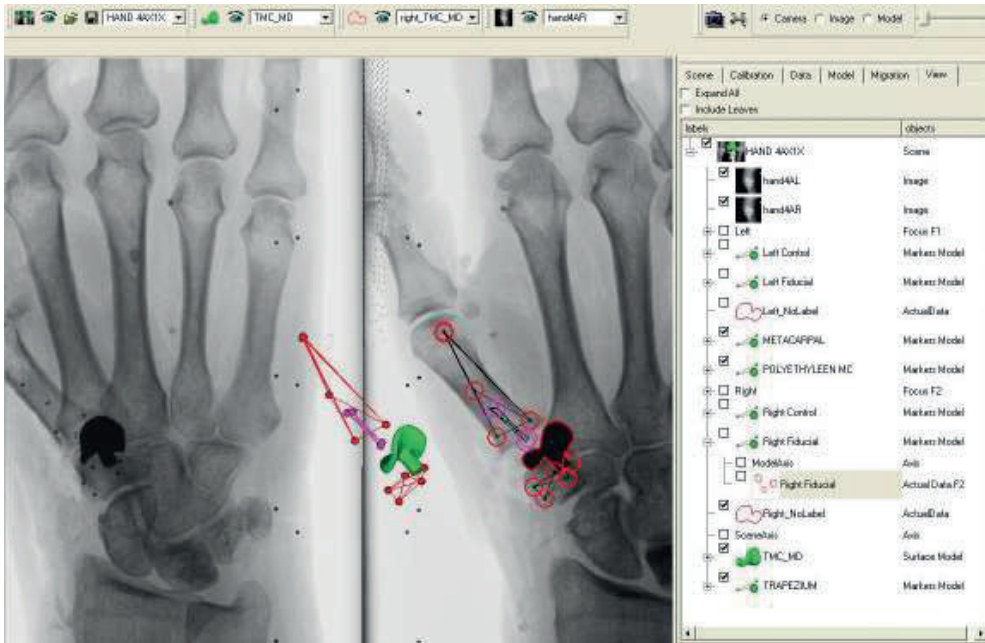 HAND 4AX1X TMC_MD right_TMC_MD hand4AR Camera Image Model
Scene Calibration Data Model Migration View
Expand All
Include Leaves
labels objects
HAND 4AX1X Scene
hand4AL Image
hand4AR Image
Left Focus F1
Left Control Markers Model
Left Fiducial Markers Model
Left_NoLabel ActualData
METACARPAL Markers Model
POLYETHYLEEN MC Markers Model
Right Focus F2
Right Control Markers Model
Right Fiducial Markers Model
ModelAxis Axis
Right Fiducial Actual Data F2
Right_NoLabel ActualData
SceneAxis Axis
TMC_MD Surface Model
TRAPEZIUM Markers Model